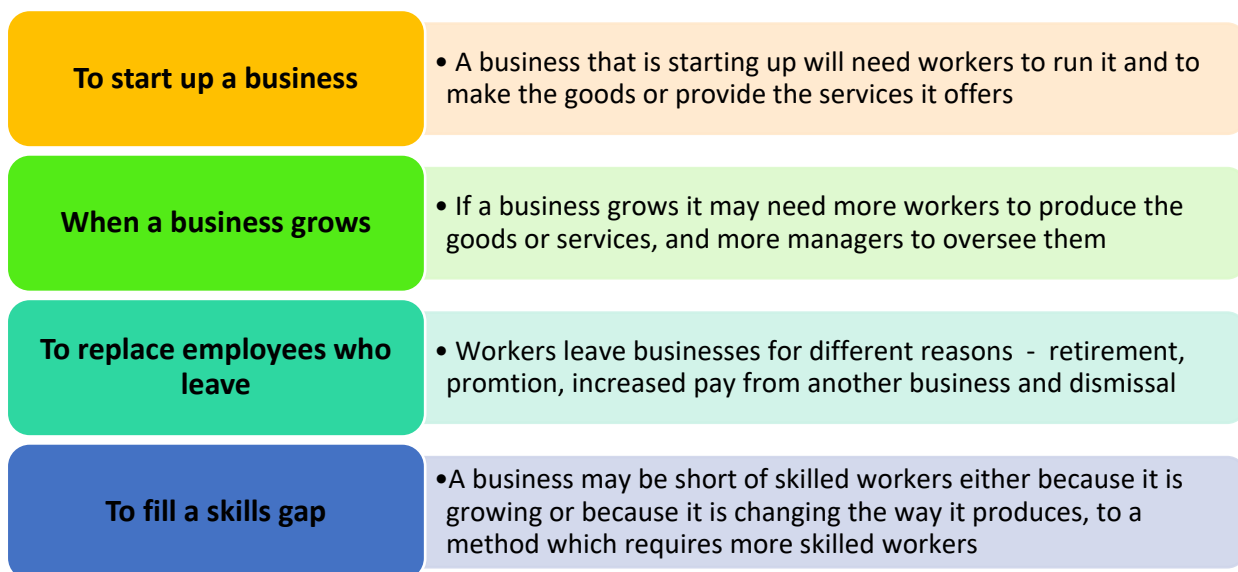 To start up a business
• A business that is starting up will need workers to run it and to
make the goods or provide the services it offers
When a business grows
• If a business grows it may need more workers to produce the
goods or services, and more managers to oversee them
To replace employees who
leave
• Workers leave businesses for different reasons - retirement,
promtion, increased pay from another business and dismissal
To fill a skills gap
•A business may be short of skilled workers either because it is
growing or because it is changing the way it produces, to a
method which requires more skilled workers